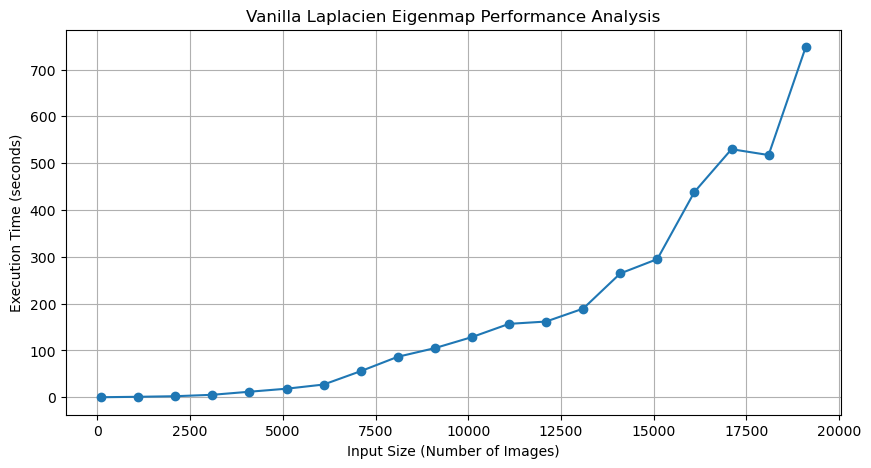 Vanilla Laplacien Eigenmap Performance Analysis
Execution Time (seconds)
700
600
500
400
300
200
100
0
0 2500 5000 7500 10000 12500 15000 17500 20000
Input Size (Number of Images)